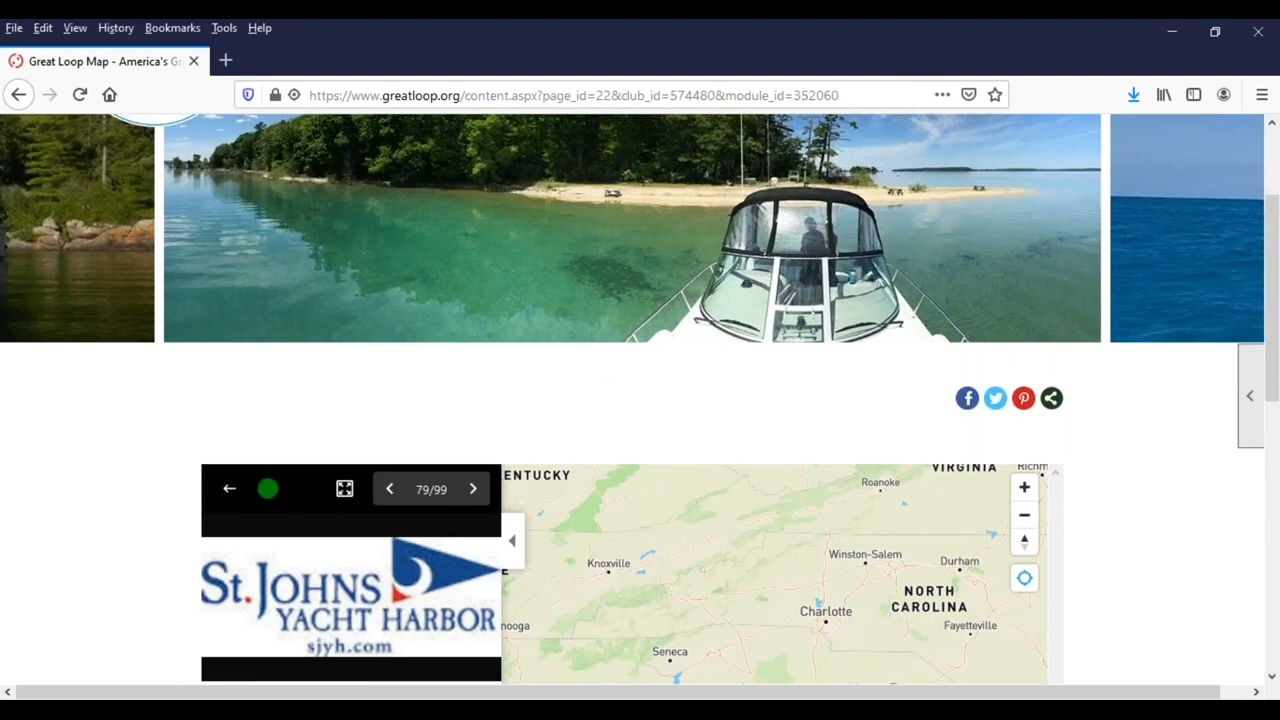 File Edit View History Bookmarks Tools Help
Great Loop Map - America's Gr
https://www.greatloop.org/content.aspx?page_id=22&club_id=574480&module_id=352060
79/99
St. Johns
YACHT HARBOR
sjyh.com
ENTUCKY
VIRGINIA
Richm
Roanoke
Knoxville
Winston-Salem
Durham
E
NORTH
CAROLINA
Charlotte
nooga
Fayetteville
Seneca